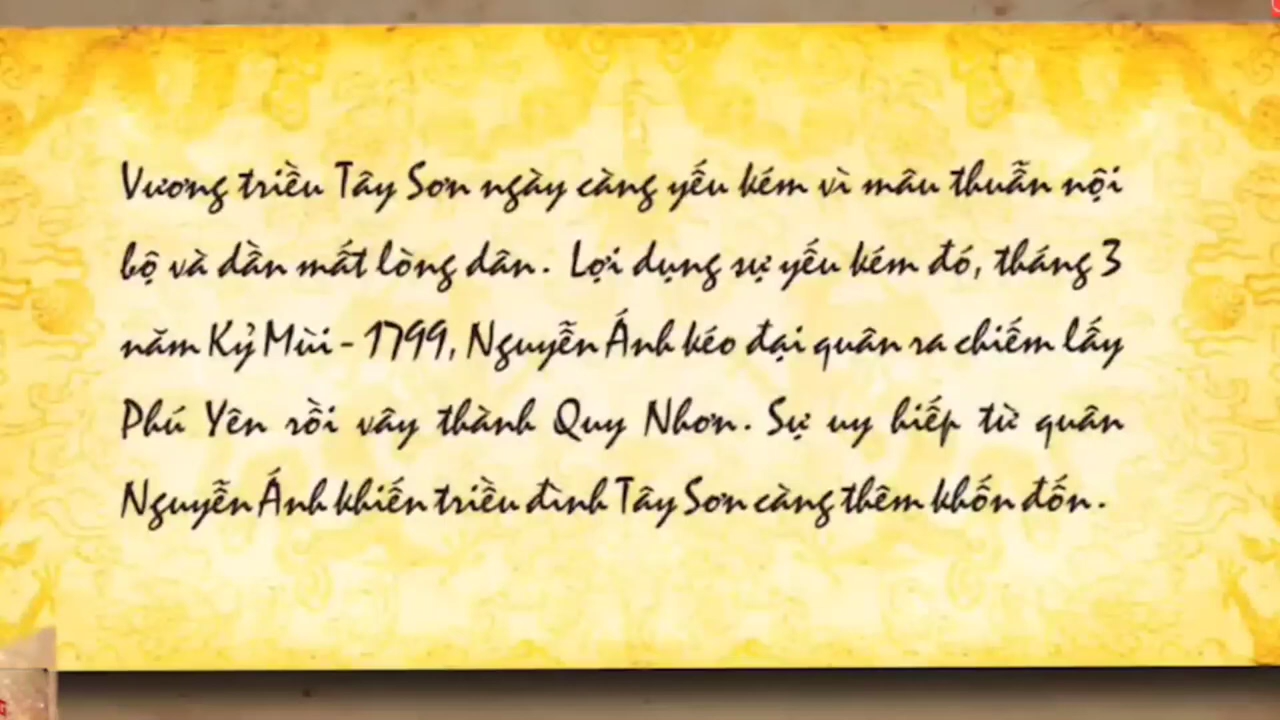 Vương triều Tây Sơn ngày càng yếu kém vì mâu thuẫn nội
bộ và dần mất lòng dân. Lợi dụng sự yếu kém đó, tháng 3
năm Kỷ Mùi - 1799, Nguyễn Ánh kéo đại quân ra chiếm lấy
Phú Yên rồi vây thành Quy Nhơn. Sự uy hiếp từ quân
Nguyễn Ánh khiến triều đình Tây Sơn càng thêm khốn đốn.